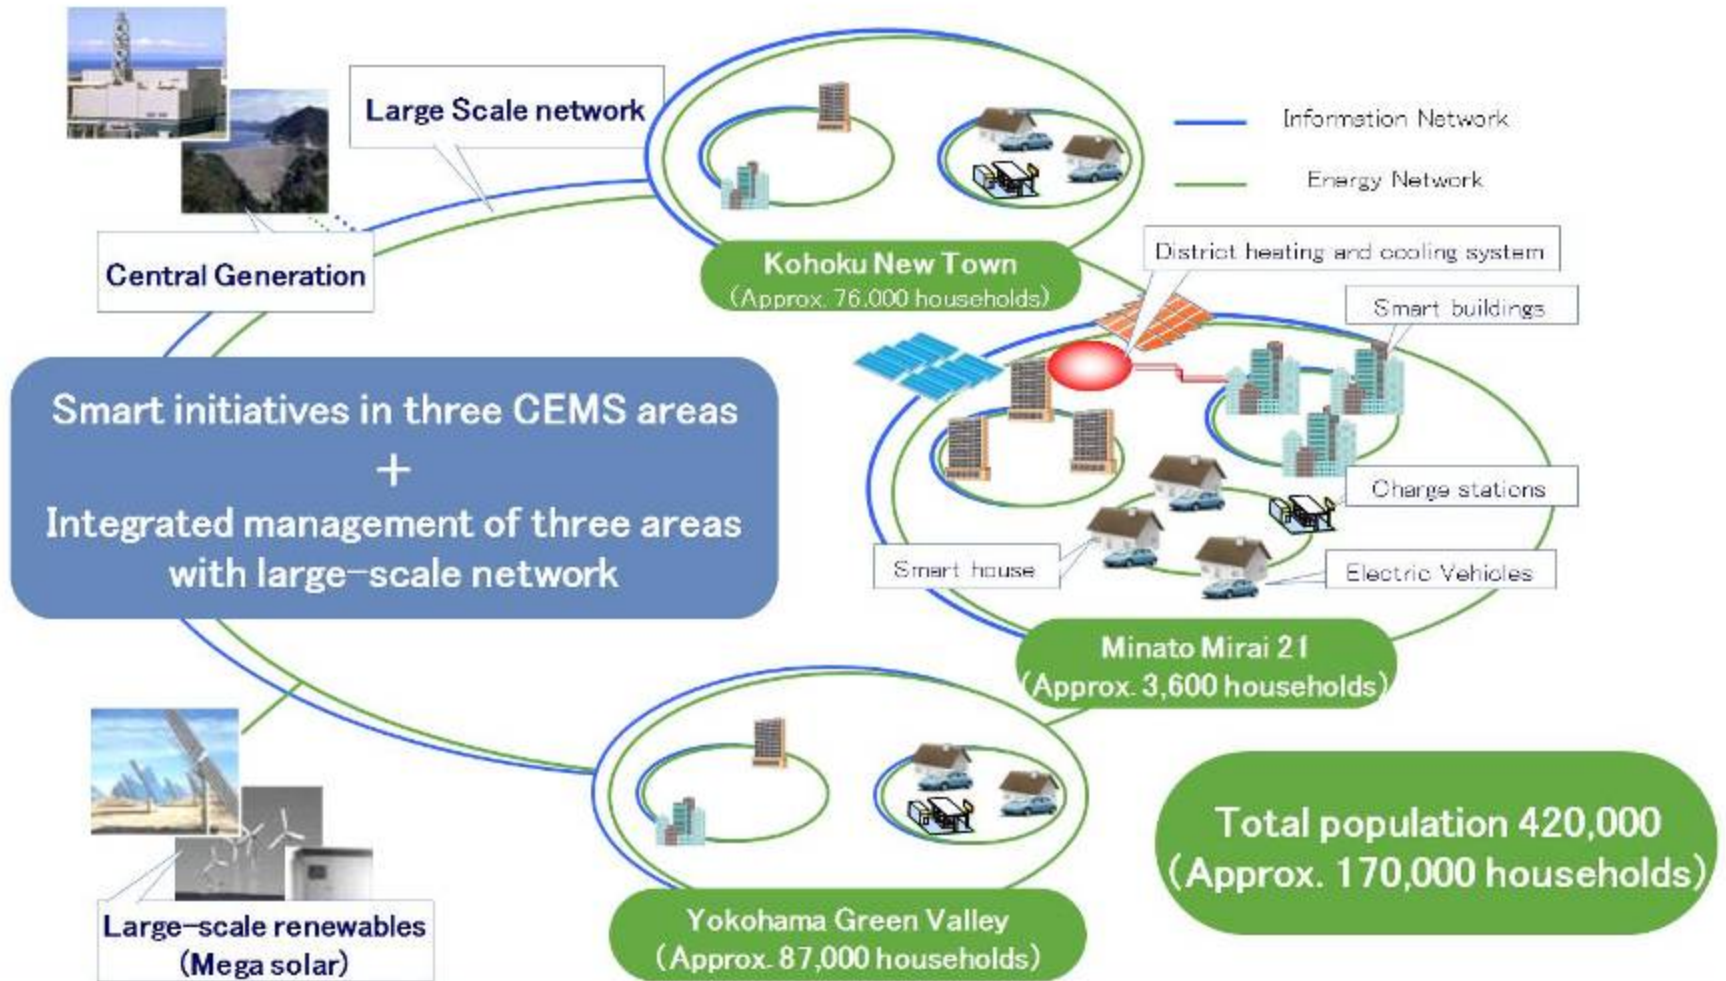 Large Scale network
Information Network
Energy Network
Central Generation
Kohoku New Town
(Approx. 76,000 households)
District heating and cooling system
Smart buildings
Smart initiatives in three CEMS areas
+
Integrated management of three areas
with large-scale network
Charge stations
Smart house
Electric Vehicles
Minato Mirai 21
(Approx. 3,600 households)
Large-scale renewables
(Mega solar)
Yokohama Green Valley
(Approx. 87,000 households)
Total population 420,000
(Approx. 170,000 households)